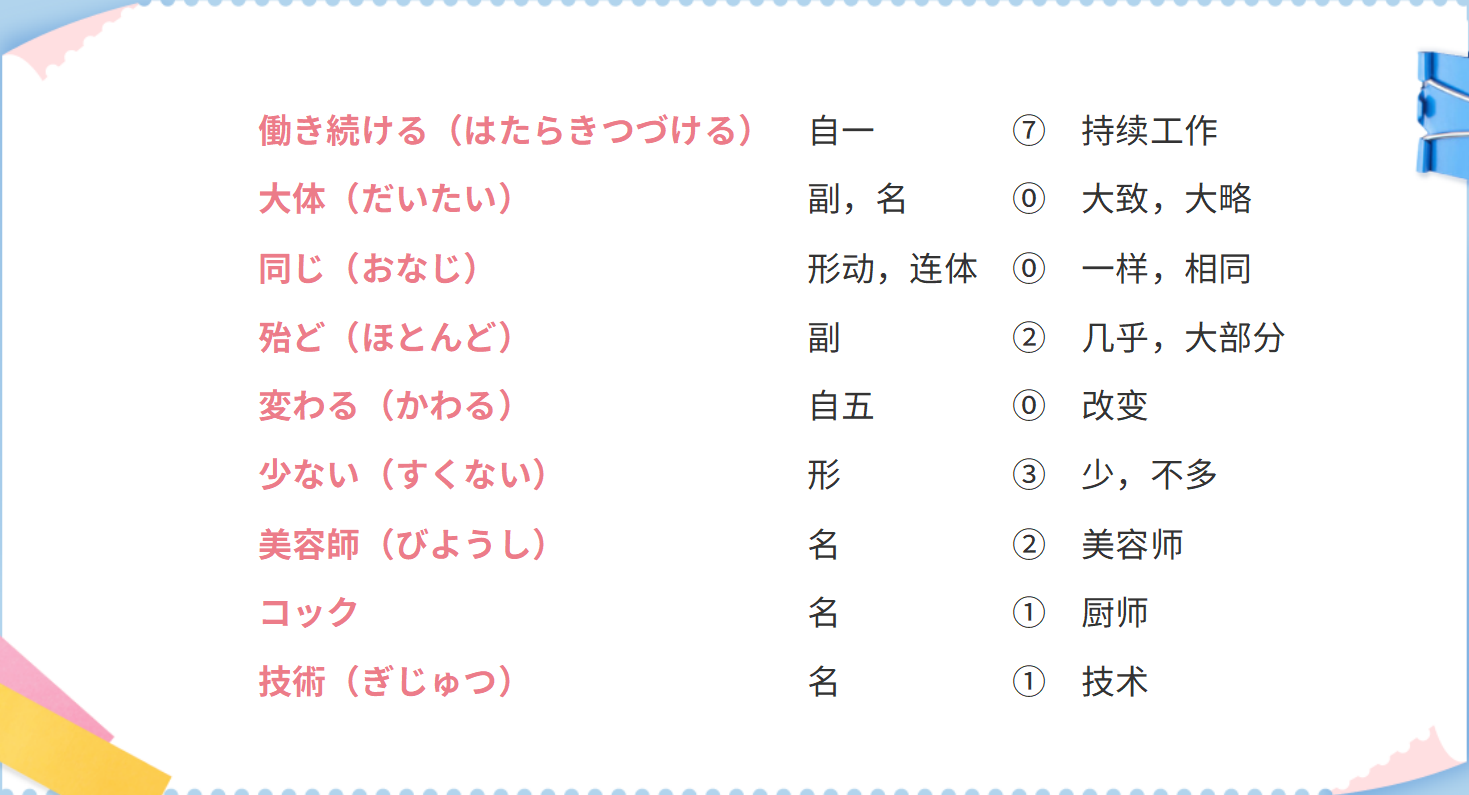 働き続ける（はたらきつづける） 自一 ⑦ 持续工作
大体（だいたい） 副，名 ⓪ 大致，大略
同じ（おなじ） 形动，连体 ⓪ 一样，相同
殆ど（ほとんど） 副 ② 几乎，大部分
変わる（かわる） 自五 ⓪ 改变
少ない（すくない） 形 ③ 少，不多
美容師（びようし） 名 ② 美容师
コック 名 ① 厨师
技術（ぎじゅつ） 名 ① 技术